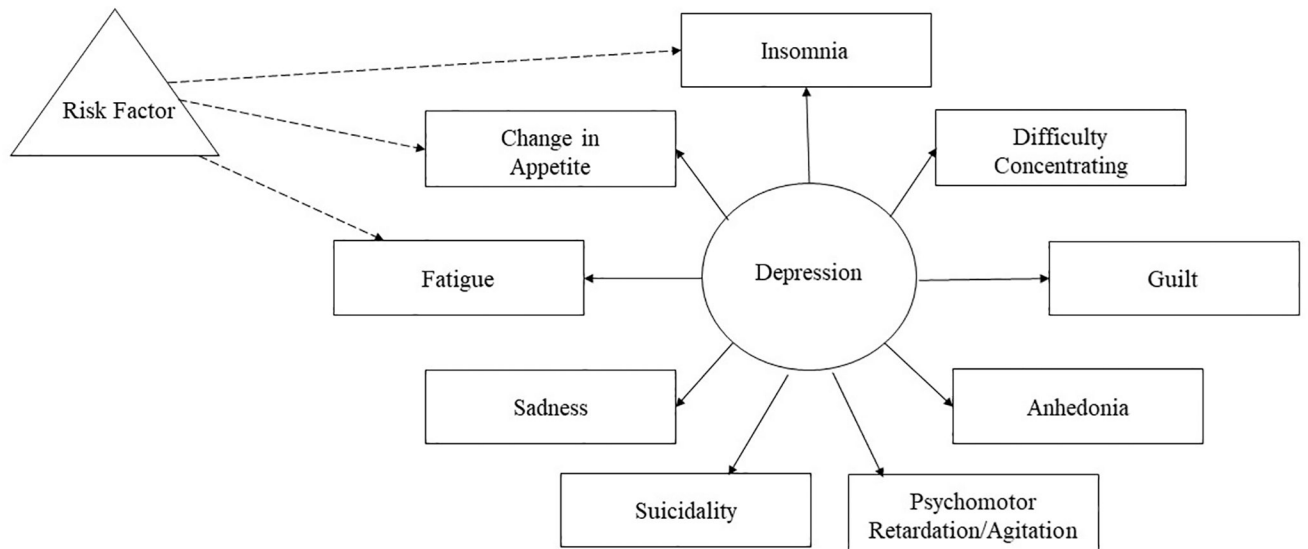 Insomnia
Risk Factor
Change in
Appetite
Difficulty
Concentrating
Fatigue
Depression
Guilt
Sadness
Anhedonia
Suicidality
Psychomotor
Retardation/Agitation